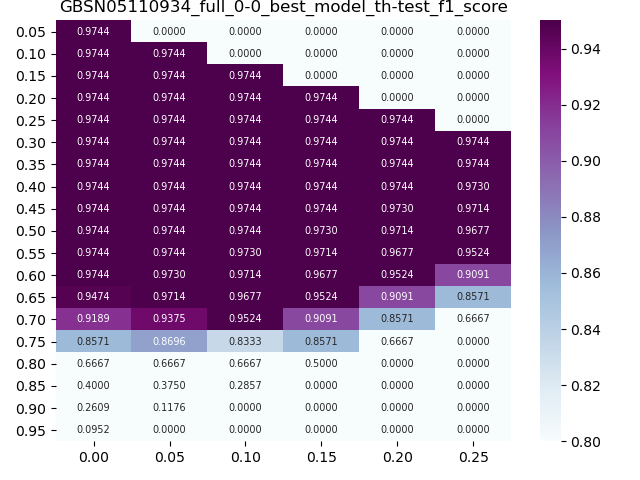 GBSN05110934_full_0-0_best_model_th-test_f1_score
0.05 0.9744 0.0000 0.0000 0.0000 0.0000 0.0000
0.10 0.9744 0.9744 0.0000 0.0000 0.0000 0.0000
0.15 0.9744 0.9744 0.9744 0.0000 0.0000 0.0000
0.20 0.9744 0.9744 0.9744 0.9744 0.0000 0.0000
0.25 0.9744 0.9744 0.9744 0.9744 0.9744 0.0000
0.30 0.9744 0.9744 0.9744 0.9744 0.9744 0.9744
0.35 0.9744 0.9744 0.9744 0.9744 0.9744 0.9744
0.40 0.9744 0.9744 0.9744 0.9744 0.9744 0.9730
0.45 0.9744 0.9744 0.9744 0.9744 0.9730 0.9714
0.50 0.9744 0.9744 0.9744 0.9730 0.9714 0.9677
0.55 0.9744 0.9744 0.9730 0.9714 0.9677 0.9524
0.60 0.9744 0.9730 0.9714 0.9677 0.9524 0.9091
0.65 0.9474 0.9714 0.9677 0.9524 0.9091 0.8571
0.70 0.9189 0.9375 0.9524 0.9091 0.8571 0.6667
0.75 0.8571 0.8696 0.8333 0.8571 0.6667 0.0000
0.80 0.6667 0.6667 0.6667 0.5000 0.0000 0.0000
0.85 0.4000 0.3750 0.2857 0.0000 0.0000 0.0000
0.90 0.2609 0.1176 0.0000 0.0000 0.0000 0.0000
0.95 0.0952 0.0000 0.0000 0.0000 0.0000 0.0000
0.00 0.05 0.10 0.15 0.20 0.25
0.94
0.92
0.90
0.88
0.86
0.84
0.82
0.80